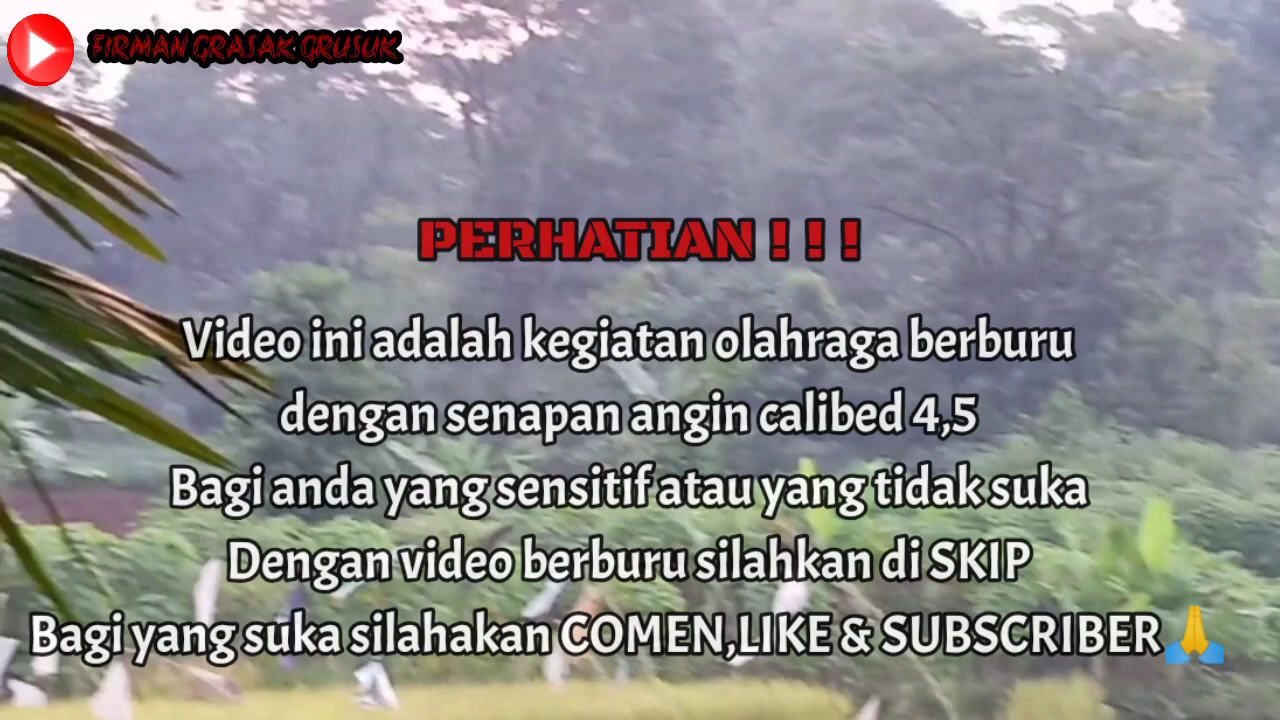 FIRMAN GRASAK GRUSUK
PERHATIAN ! ! !
Video ini adalah kegiatan olahraga berburu
dengan senapan angin calibed 4,5
Bagi anda yang sensitif atau yang tidak suka
Dengan video berburu silahkan di SKIP
Bagi yang suka silahakan COMEN,LIKE & SUBSCRIBER🙏